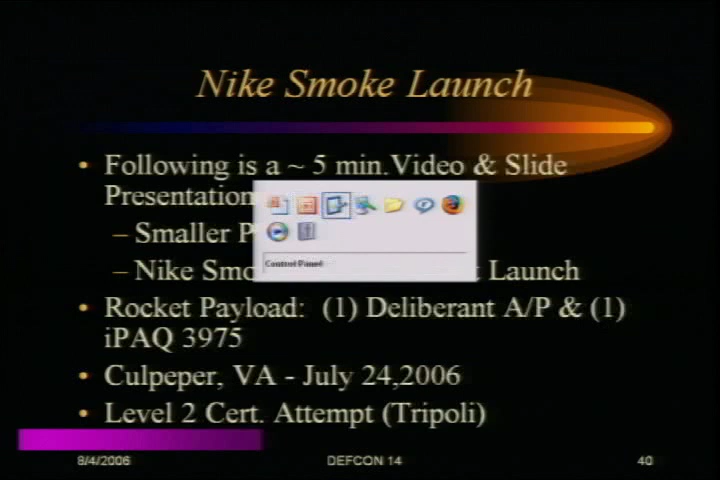 Nike Smoke Launch
• Following is a ~ 5 min.Video & Slide
Presentation
– Smaller P
– Nike Smo Launch
Control Panel
• Rocket Payload: (1) Deliberant A/P & (1)
iPAQ 3975
• Culpeper, VA - July 24,2006
• Level 2 Cert. Attempt (Tripoli)
8/4/2006 DEFCON 14 40